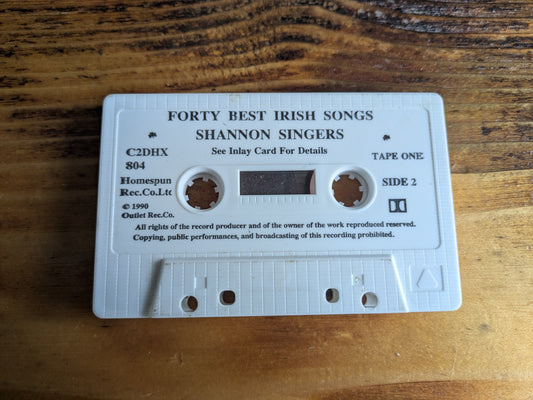 FORTY BEST IRISH SONGS
SHANNON SINGERS
C2DHX
804
See Inlay Card For Details
TAPE ONE
Homespun
Rec.Co.Ltd
SIDE 2
© 1990
Outlet Rec.Co.
All rights of the record producer and of the owner of the work reproduced reserved.
Copying, public performances, and broadcasting of this recording prohibited.